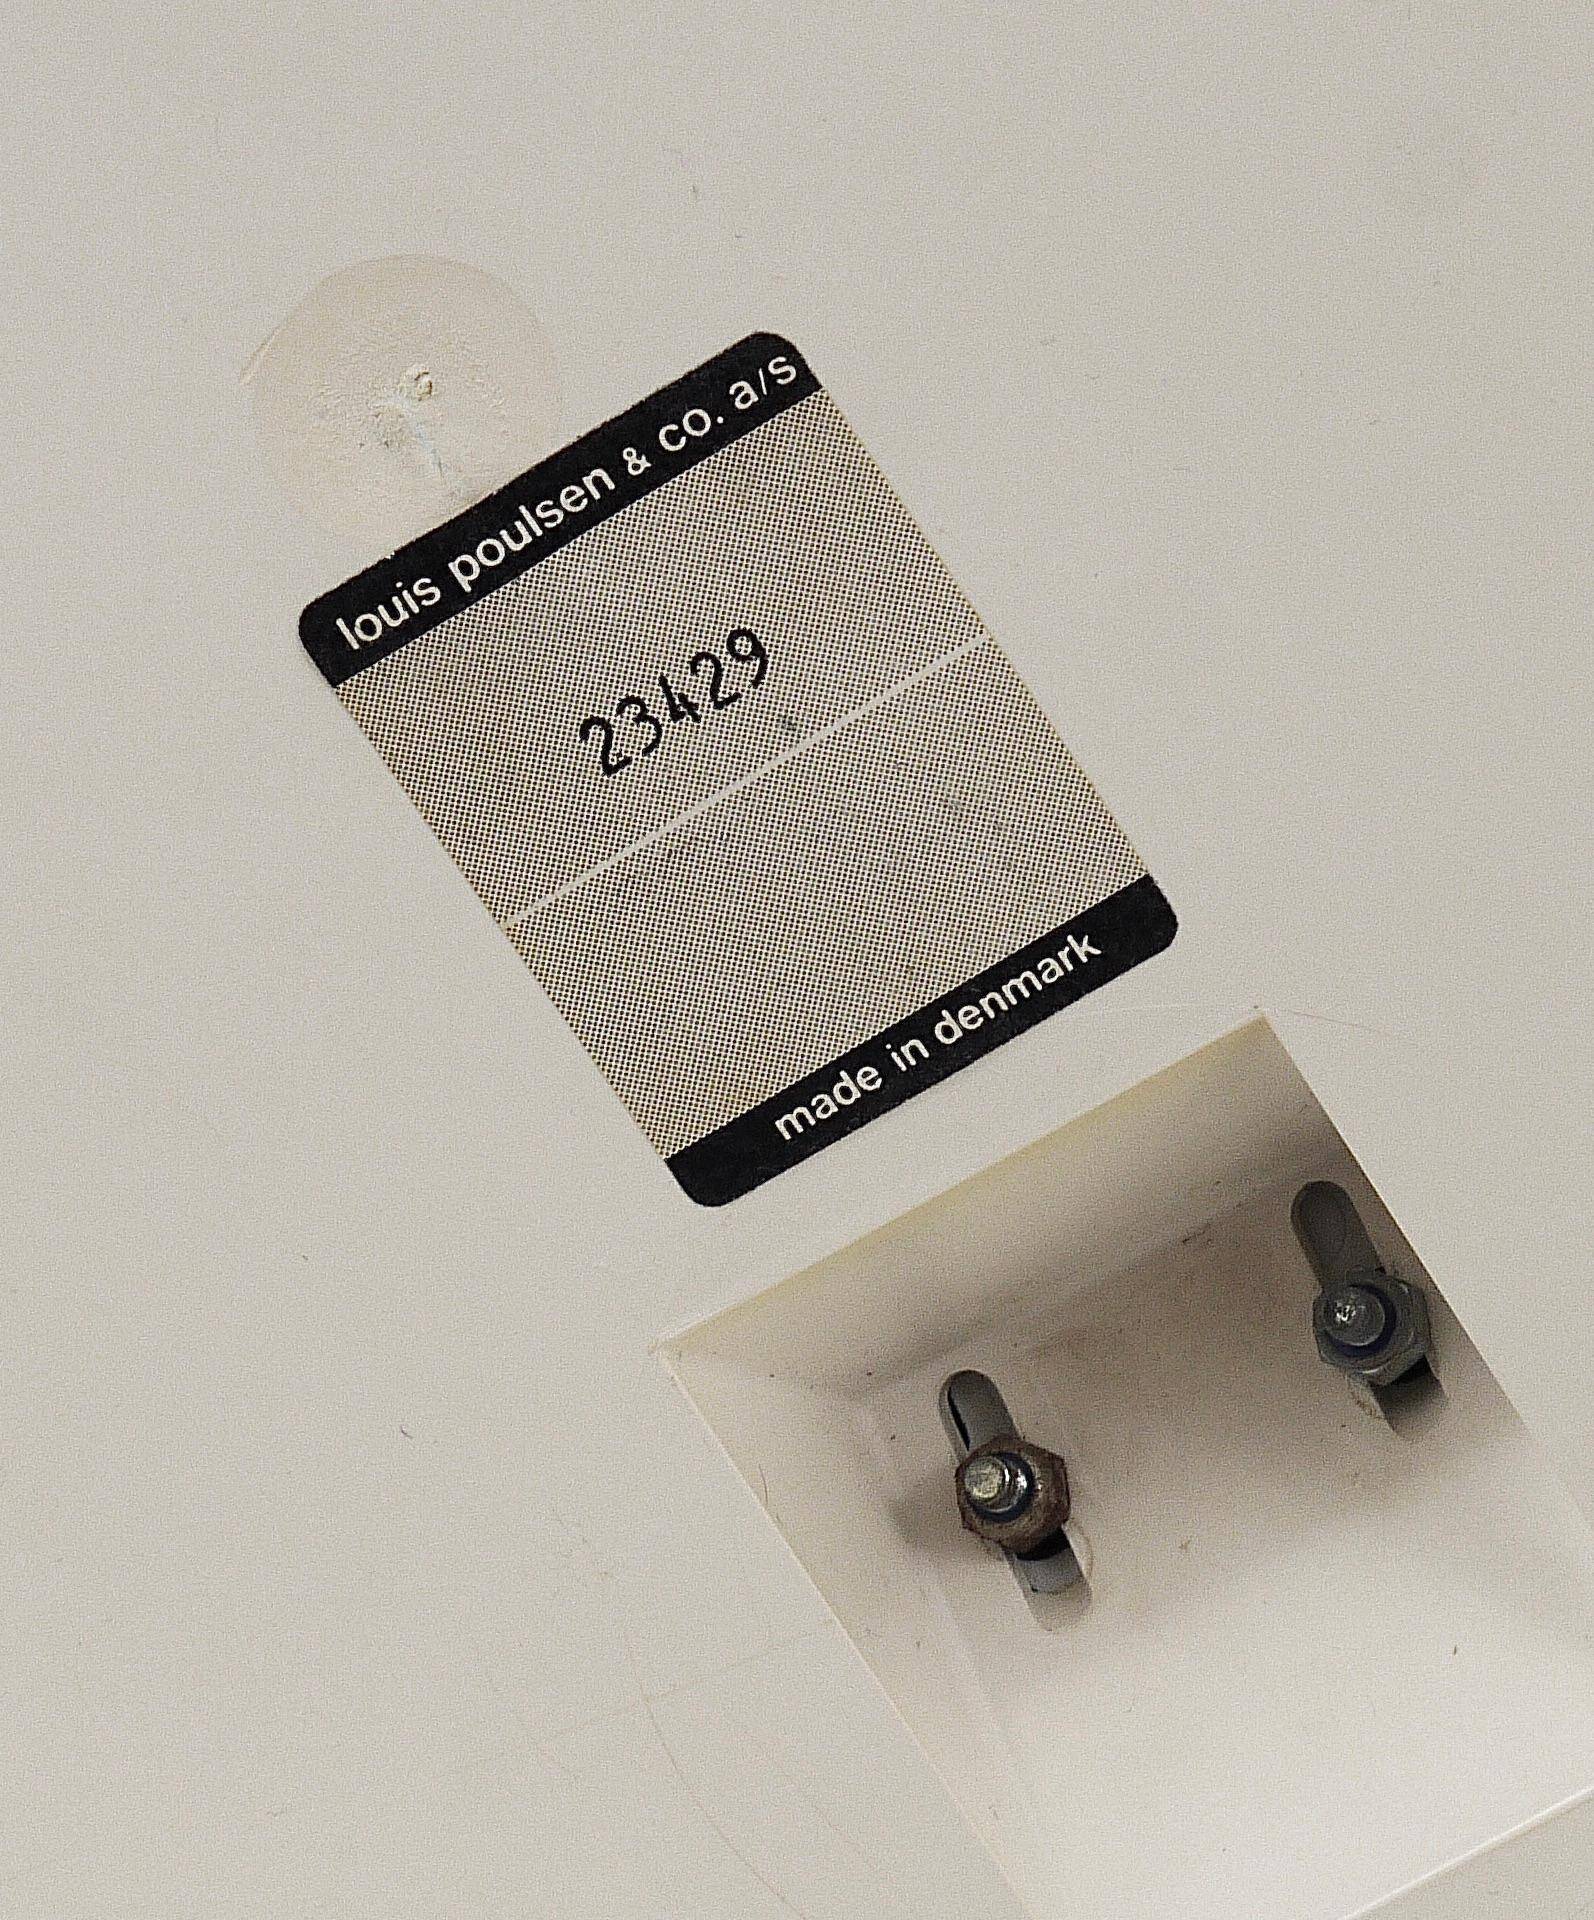 louis poulsen & co. a/s
23429
made in denmark